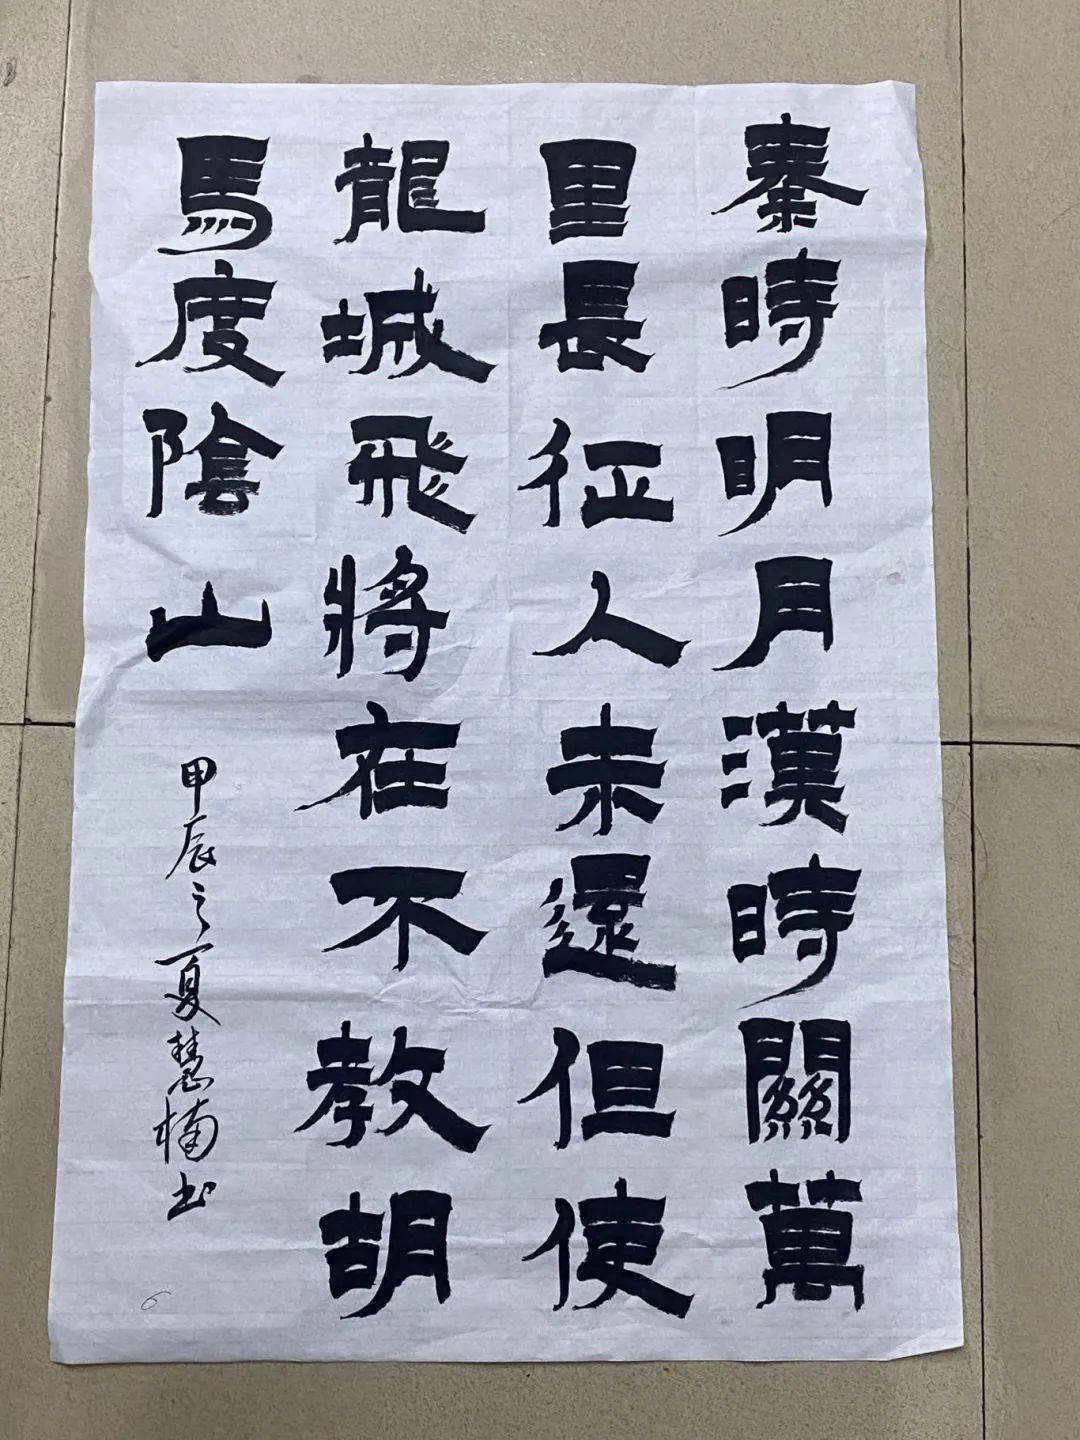 秦時明月漢時關萬
里長征人未還但使
龍城飛將在不教胡
馬度陰山
甲辰之夏慧楠书
6